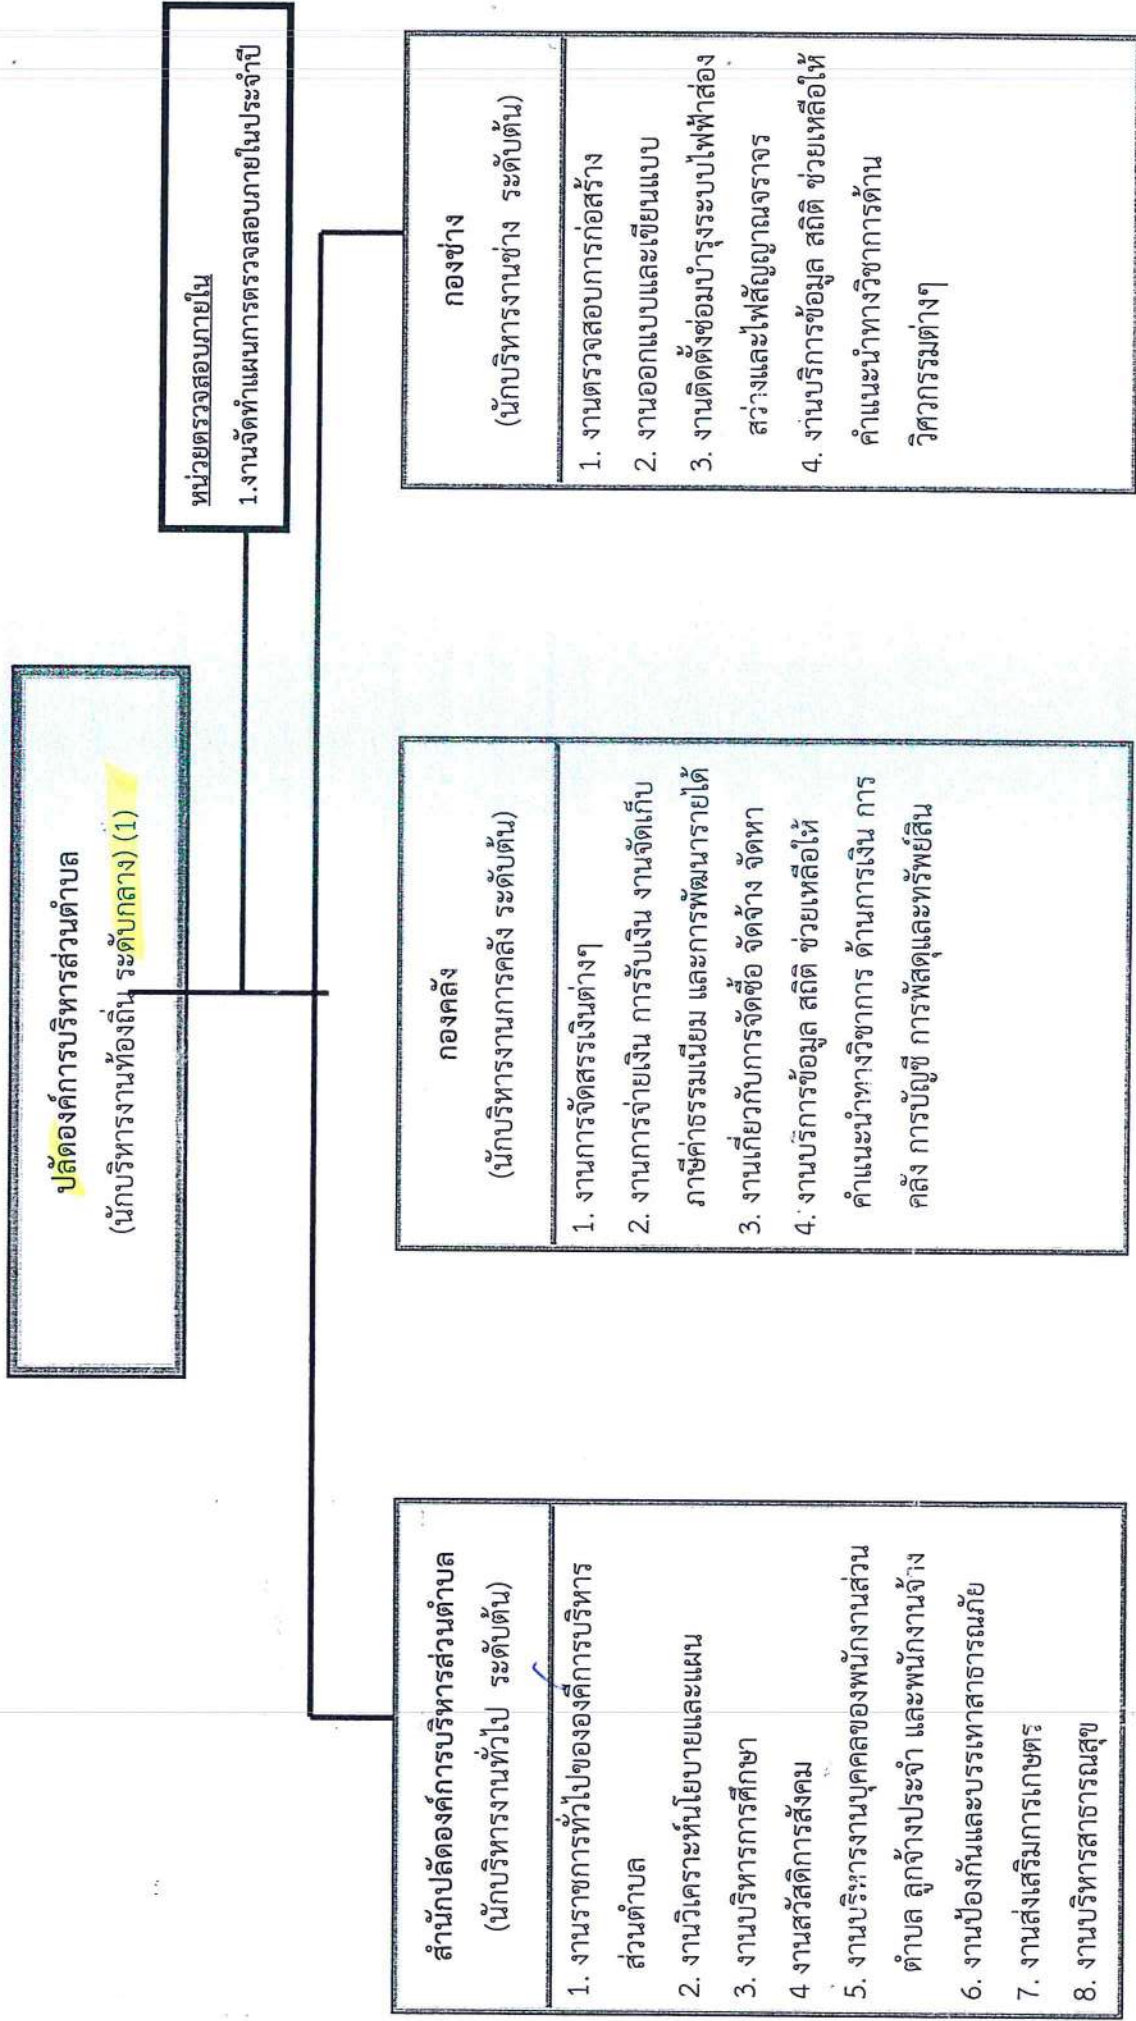 ปลัดองค์การบริหารส่วนตำบล
(นักบริหารงานท้องถิ่น ระดับกลาง) (1)
หน่วยตรวจสอบภายใน
1.งานจัดทำแผนการตรวจสอบภายในประจำปี
สำนักปลัดองค์การบริหารส่วนตำบล
(นักบริหารงานทั่วไป ระดับต้น)
1. งานราชการทั่วไปขององค์การบริหาร
ส่วนตำบล
2. งานวิเคราะห์นโยบายและแผน
3. งานบริหารการศึกษา
4 งานสวัสดิการสังคม
5. งานบริหารงานบุคคลของพนักงานส่วน
ตำบล ลูกจ้างประจำ และพนักงานจ้าง
6. งานป้องกันและบรรเทาสาธารณภัย
7. งานส่งเสริมการเกษตร
8. งานบริหารสาธารณสุข
กองคลัง
(นักบริหารงานการคลัง ระดับต้น)
1. งานการจัดสรรเงินต่างๆ
2. งานการจ่ายเงิน การรับเงิน งานจัดเก็บ
ภาษีค่าธรรมเนียม และการพัฒนารายได้
3. งานเกี่ยวกับการจัดซื้อ จัดจ้าง จัดหา
4. งานบริการข้อมูล สถิติ ช่วยเหลือให้
คำแนะนำทางวิชาการ ด้านการเงิน การ
คลัง การบัญชี การพัสดุและทรัพย์สิน
กองช่าง
(นักบริหารงานช่าง ระดับต้น)
1. งานตรวจสอบการก่อสร้าง
2. งานออกแบบและเขียนแบบ
3. งานติดตั้งซ่อมบำรุงระบบไฟฟ้าส่อง
สว่างและไฟสัญญาณจราจร
4. งานบริการข้อมูล สถิติ ช่วยเหลือให้
คำแนะนำทางวิชาการด้าน
วิศวกรรมต่างๆ